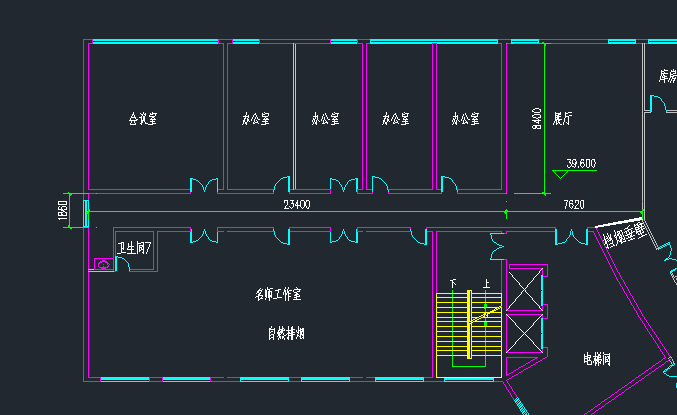 库房
会议室
办公室
办公室
办公室
办公室
8400
展厅
39.600
1860
23400
7620
挡烟垂壁
卫生间7
下
上
名师工作室
自然排烟
电梯间